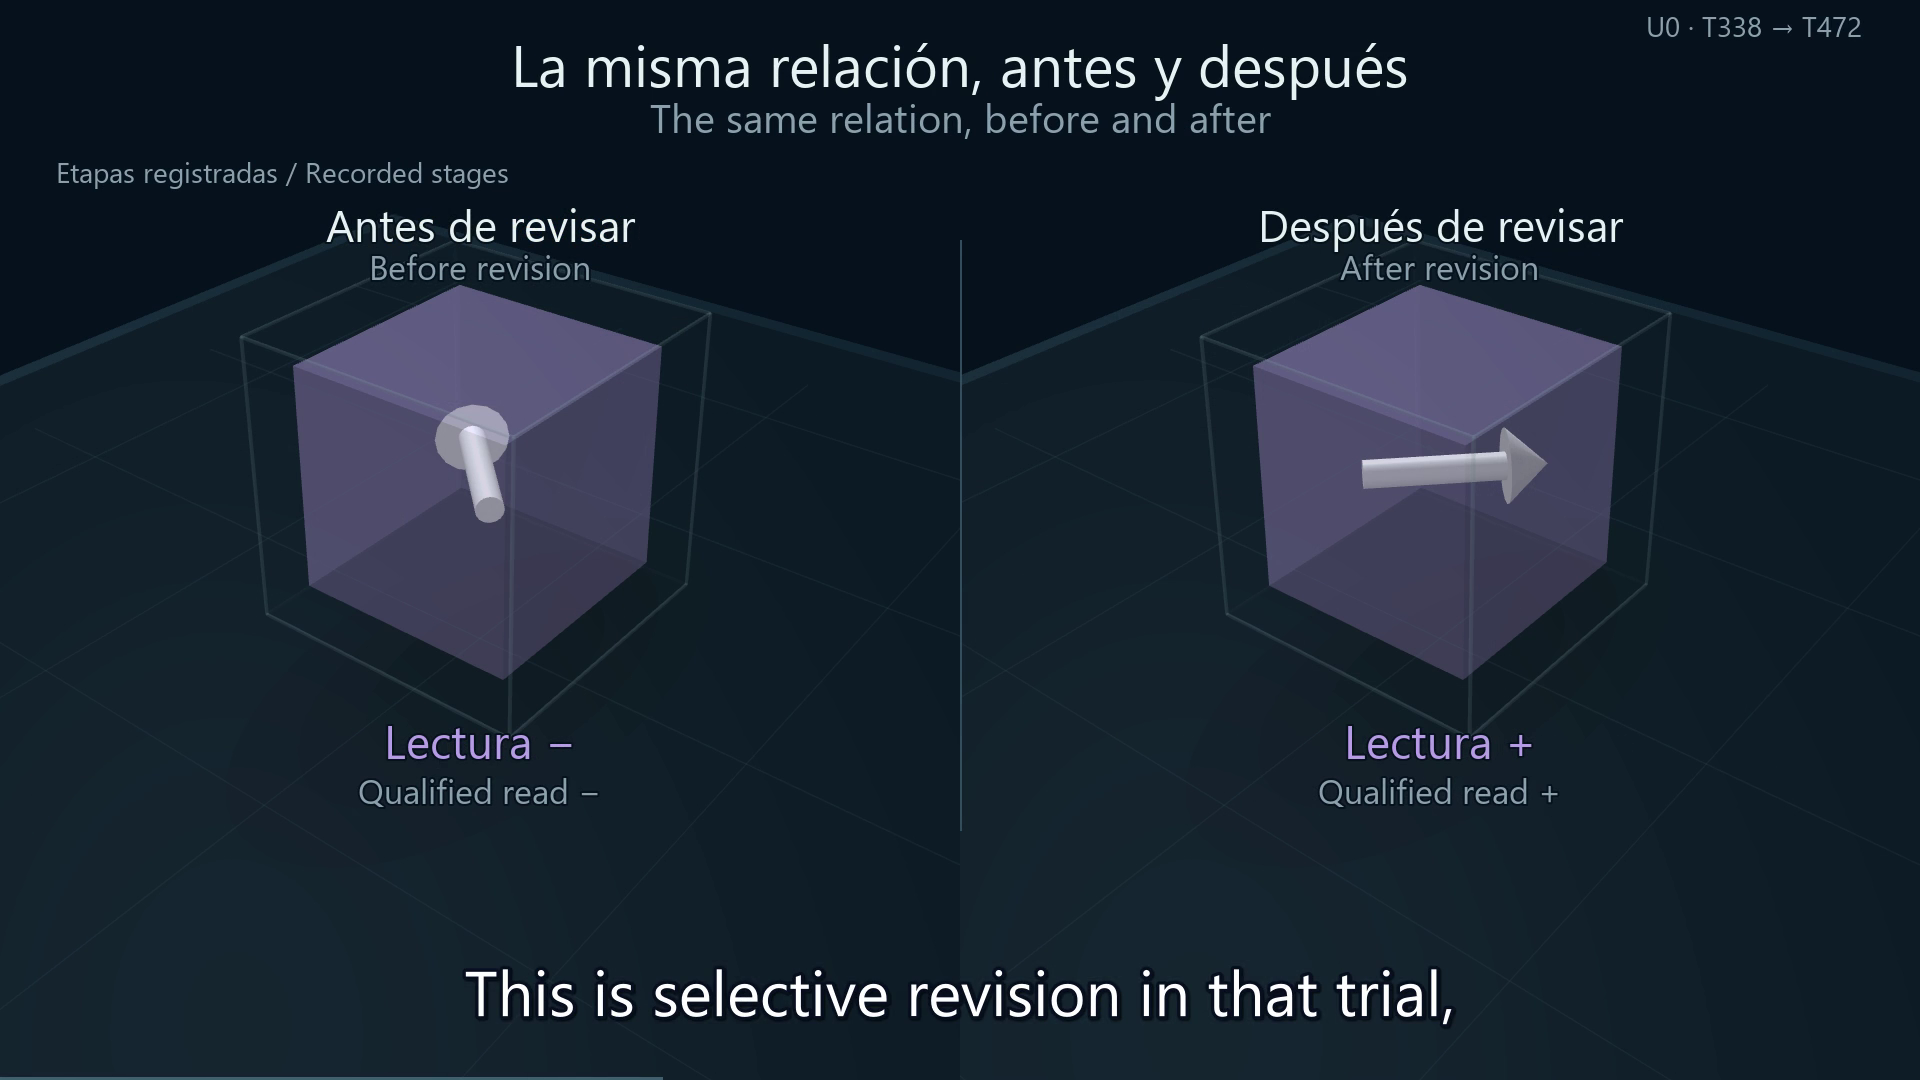 U0 · T338 → T472
La misma relación, antes y después
The same relation, before and after
Etapas registradas / Recorded stages
Antes de revisar
Before revision
Lectura −
Qualified read −
Después de revisar
After revision
Lectura +
Qualified read +
This is selective revision in that trial,